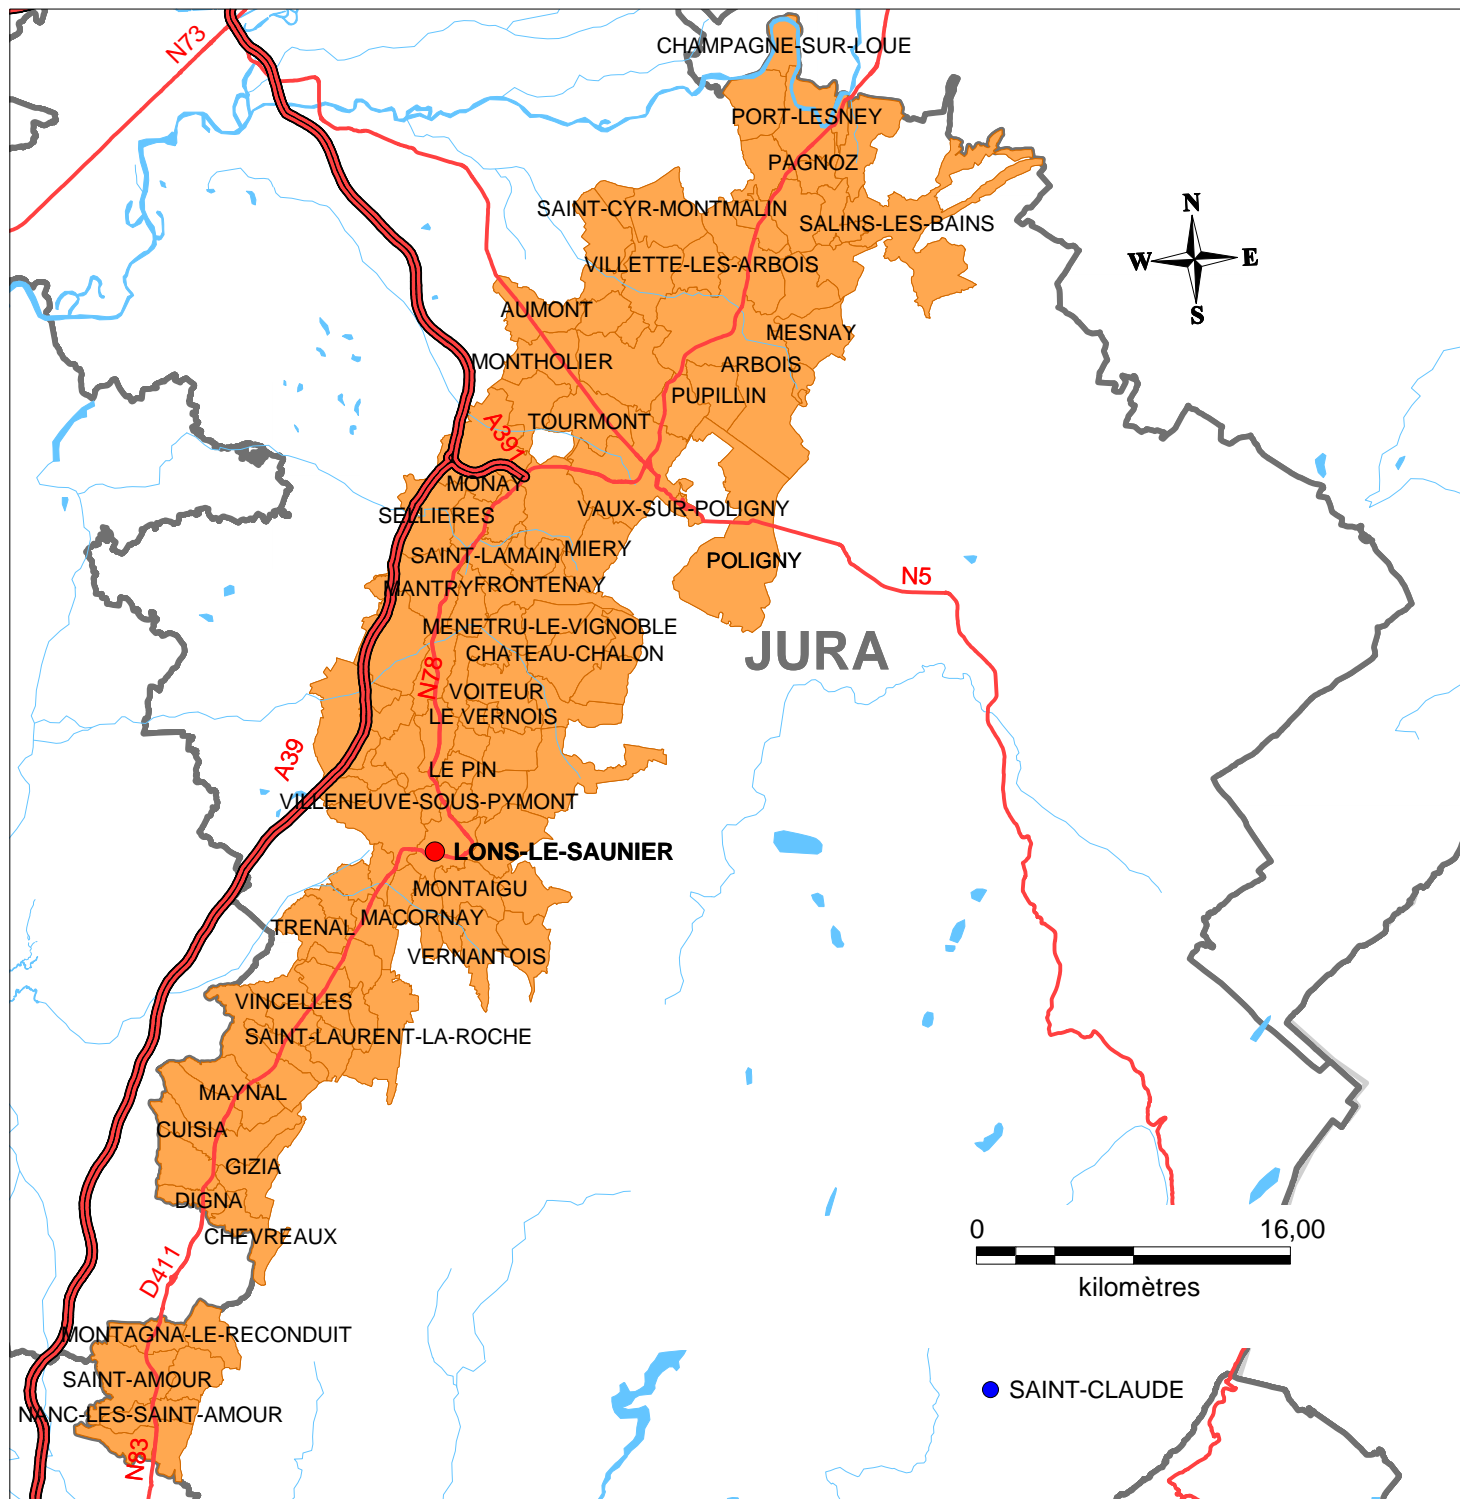 N73
CHAMPAGNE-SUR-LOUE
PORT-LESNEY
PAGNOZ
SAINT-CYR-MONTMALIN
SALINS-LES-BAINS
N
W
E
S
VILLETTE-LES-ARBOIS
AUMONT
MESNAY
MONTHOLIER
ARBOIS
PUPILLIN
TOURMONT
A391
MONAY
SELLIERES
VAUX-SUR-POLIGNY
SAINT-LAMAIN
MIERY
POLIGNY
MANTRY
FRONTENAY
N5
MENETRU-LE-VIGNOBLE
CHATEAU-CHALON
JURA
N78
VOITEUR
LE VERNOIS
A39
LE PIN
VILLENEUVE-SOUS-PYMONT
LONS-LE-SAUNIER
MONTAIGU
MACORNAY
TRENAL
VERNANTOIS
VINCELLES
SAINT-LAURENT-LA-ROCHE
MAYNAL
CUISIA
GIZIA
DIGNA
CHEVREAUX
0
16,00
kilomètres
D411
MONTAGNA-LE-RECONDUIT
SAINT-AMOUR
SAINT-CLAUDE
NANC-LES-SAINT-AMOUR
N83